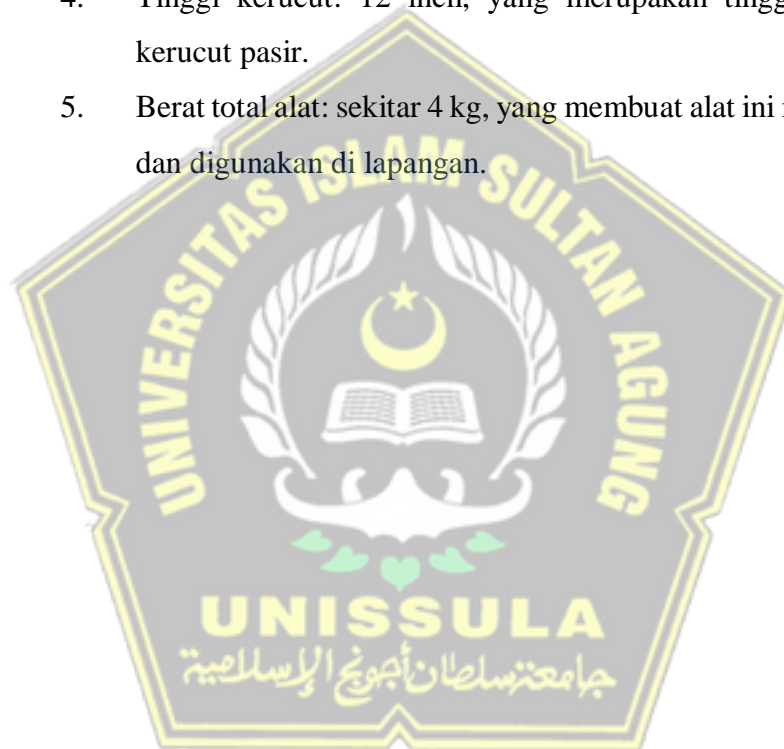 4. Tinggi kerucut: 12 inch, yang merupakan tingg
kerucut pasir.
5. Berat total alat: sekitar 4 kg, yang membuat alat ini
dan digunakan di lapangan.
UNIVERSITAS ISLAM SULTAN AGUNG
UNISSULA
جامعة سلطان أجونج الإسلامية